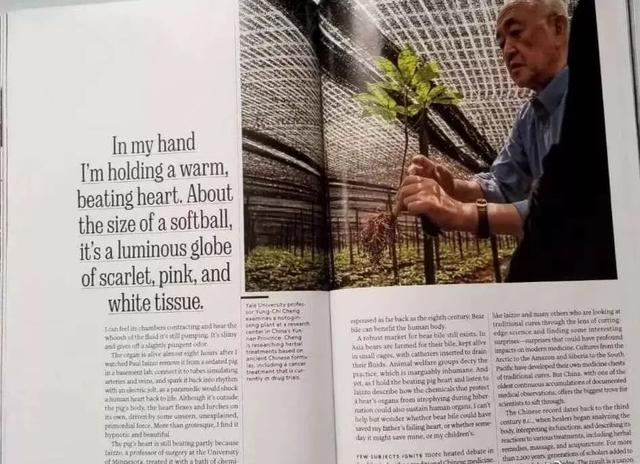 In my hand
I'm holding a warm,
beating heart. About
the size of a softball,
it's a luminous globe
of scarlet, pink, and
white tissue.
I can feel its chambers contracting and hear the
whoosh of the fluid it's still pumping. It's slimy
and gives off a slightly pungent odor.
The organ is alive almost eight hours after I
watched Paul Iaizzo remove it from a sedated pig
in a basement lab, connect it to tubes simulating
arteries and veins, and spark it back into rhythm
with an electric jolt, as a paramedic would shock
a human heart back to life. Although it's outside
the pig's body, the heart flexes and lurches on
its own, driven by some unseen, unexplained,
primordial force. More than grotesque, I find it
hypnotic and beautiful.
The pig's heart is still beating partly because
Iaizzo, a professor of surgery at the University
of Minnesota, treated it with a bath of chemi-
Yale University profes-
sor Yung-Chi Cheng
examines a notogin-
seng plant at a research
center in China's Yun-
nan Province. Cheng
is researching herbal
treatments based on
ancient Chinese formu-
las, including a cancer
treatment that is cur-
rently in drug trials.
espoused as far back as the eighth century: Bear
bile can benefit the human body.
A robust market for bear bile still exists. In
Asia bears are farmed for their bile, kept alive
in small cages, with catheters inserted to drain
their fluids. Animal welfare groups decry the
practice, which is inarguably inhumane. And
yet, as I hold the beating pig heart and listen to
Iaizzo describe how the chemicals that protect
a bear's organs from atrophying during hiber-
nation could also sustain human organs, I can't
help but wonder whether bear bile could have
saved my father's failing heart, or whether some-
day it might save mine, or my children's.
FEW SUBJECTS IGNITE more heated debate in
traditional Chinese medicine.
like Iaizzo and many others who are looking at
traditional cures through the lens of cutting-
edge science and finding some interesting
surprises—surprises that could have profound
impacts on modern medicine. Cultures from the
Arctic to the Amazon and Siberia to the South
Pacific have developed their own medicine chests
of traditional cures. But China, with one of the
oldest continuous accumulations of documented
medical observations, offers the biggest trove for
scientists to sift through.
The Chinese record dates back to the third
century B.C., when healers began analyzing the
body, interpreting its functions, and describing its
reactions to various treatments, including herbal
remedies, massage, and acupuncture. For more
than 2,200 years, generations of scholars added to
The result is a canon